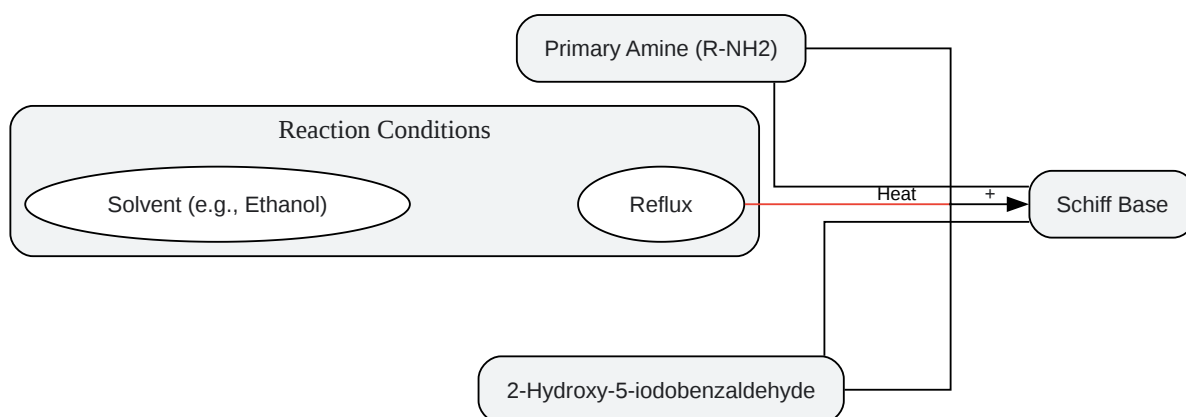 Primary Amine (R-NH2)
Reaction Conditions
Solvent (e.g., Ethanol)
Reflux
Heat
+
Schiff Base
2-Hydroxy-5-iodobenzaldehyde